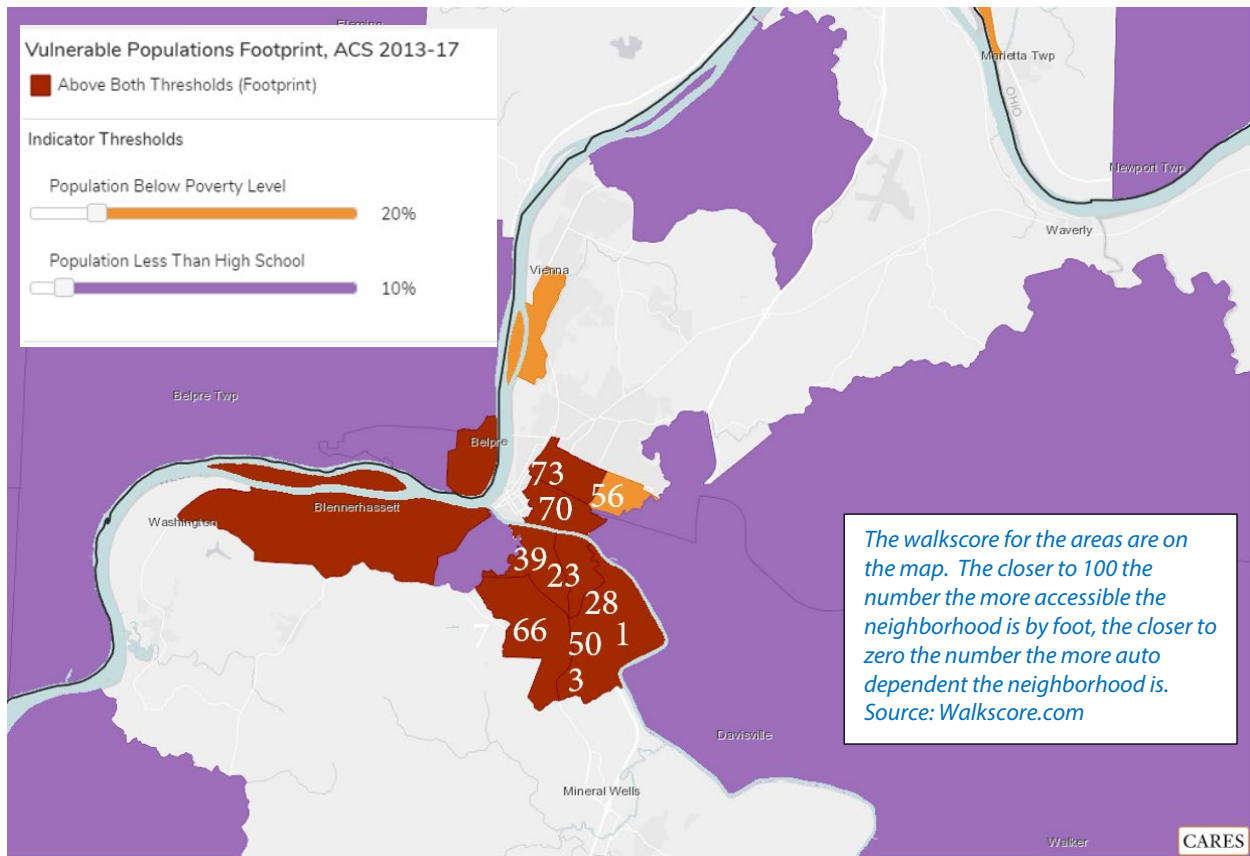 Fleming
Vulnerable Populations Footprint, ACS 2013-17
Above Both Thresholds (Footprint)
Indicator Thresholds
Population Below Poverty Level
20%
Population Less Than High School
10%
Marietta Twp
OHIO
Newport Twp
Waverly
Vienna
Belpre Twp
Belpre
73
56
70
Blennerhassett
Washington
39
23
28
7
66
50
1
3
The walkscore for the areas are on
the map. The closer to 100 the
number the more accessible the
neighborhood is by foot, the closer to
zero the number the more auto
dependent the neighborhood is.
Source: Walkscore.com
Davisville
Mineral Wells
Walker
CARES